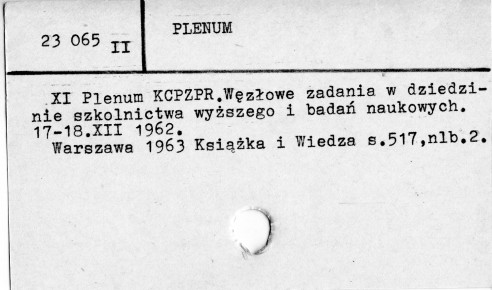 23 065 II
PLENUM
XI Plenum KCPZPR.Węzłowe zadania w dziedzi-
nie szkolnictwa wyższego i badań naukowych.
17-18.XII 1962.
Warszawa 1963 Książka i Wiedza s.517,nlb.2.